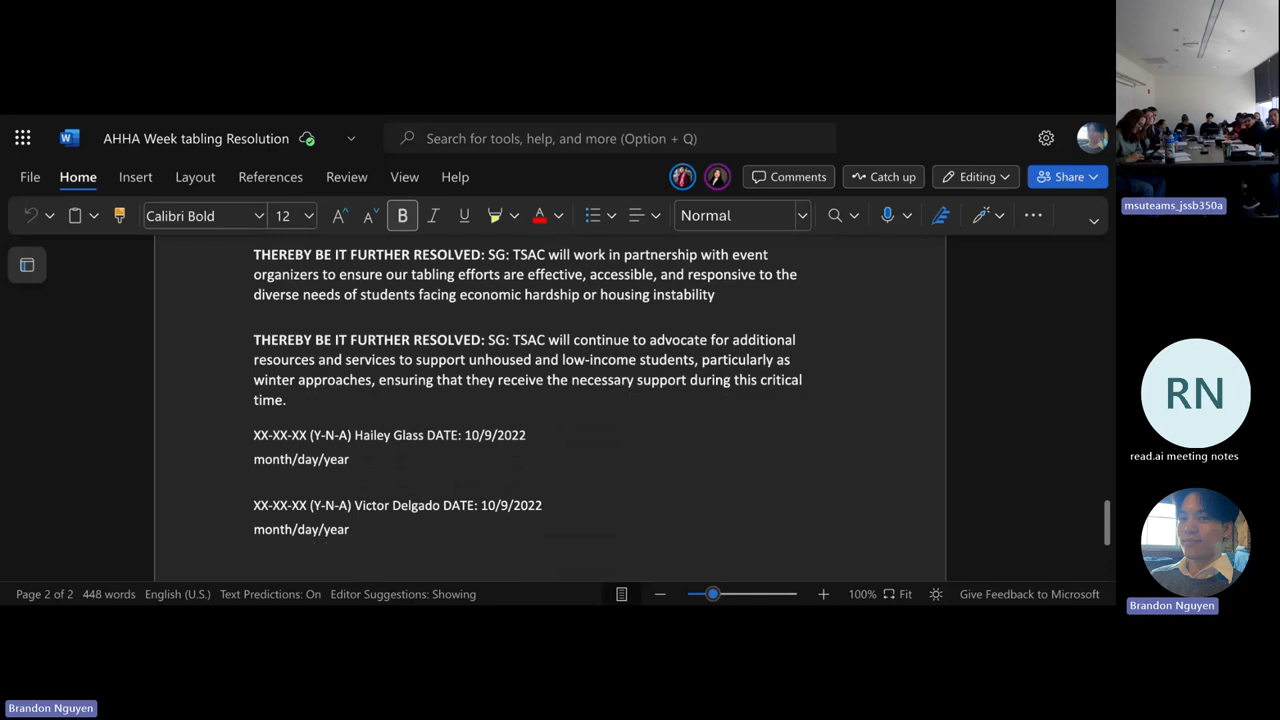 AHHA Week tabling Resolution
Search for tools, help, and more (Option + Q)
File Home Insert Layout References Review View Help
Comments Catch up Editing Share
Calibri Bold 12 B I U A Normal
THEREBY BE IT FURTHER RESOLVED: SG: TSAC will work in partnership with event
organizers to ensure our tabling efforts are effective, accessible, and responsive to the
diverse needs of students facing economic hardship or housing instability
THEREBY BE IT FURTHER RESOLVED: SG: TSAC will continue to advocate for additional
resources and services to support unhoused and low-income students, particularly as
winter approaches, ensuring that they receive the necessary support during this critical
time.
XX-XX-XX (Y-N-A) Hailey Glass DATE: 10/9/2022
month/day/year
XX-XX-XX (Y-N-A) Victor Delgado DATE: 10/9/2022
month/day/year
Page 2 of 2 448 words English (U.S.) Text Predictions: On Editor Suggestions: Showing 100% Fit Give Feedback to Microsoft
msuteams_jssb350a
RN
read.ai meeting notes
Brandon Nguyen
Brandon Nguyen